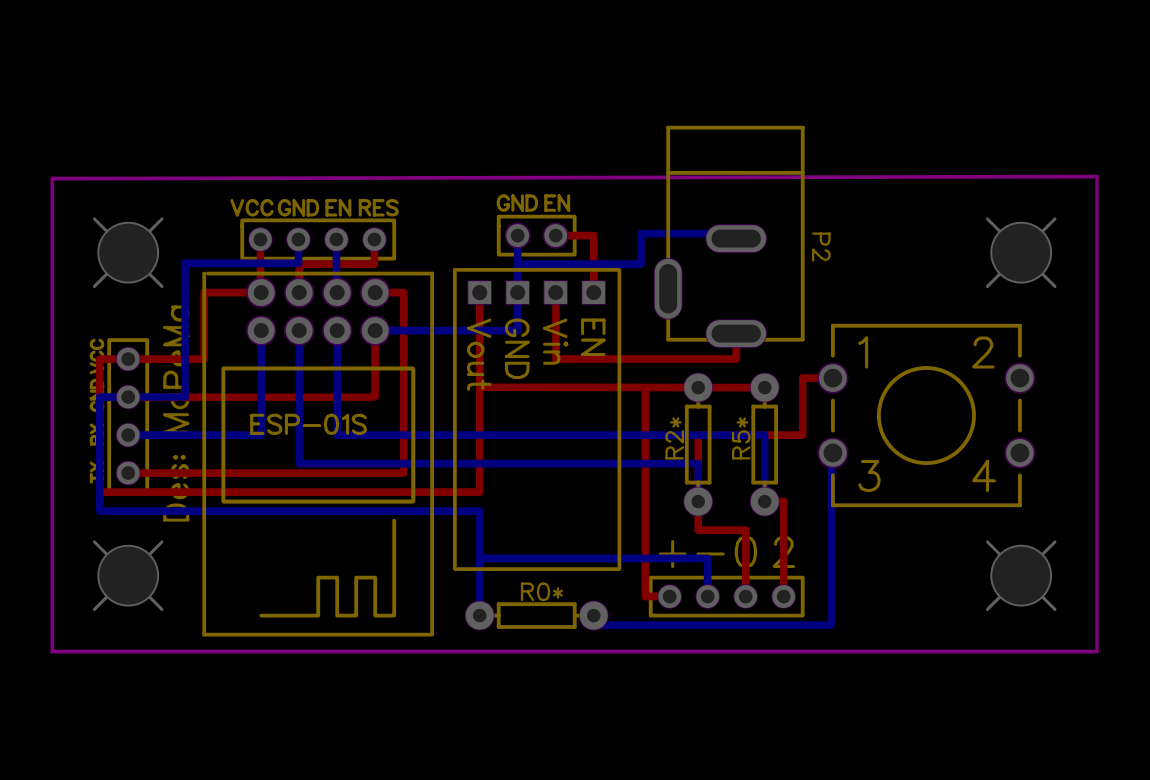 VCC GND EN RES
GND EN
P2
VCC
GND
RX
TX
Des: McPeMa
ESP-01S
Vout
GND
Vin
EN
R2*
R5*
1 2
3 4
+ - 0 2
R0*